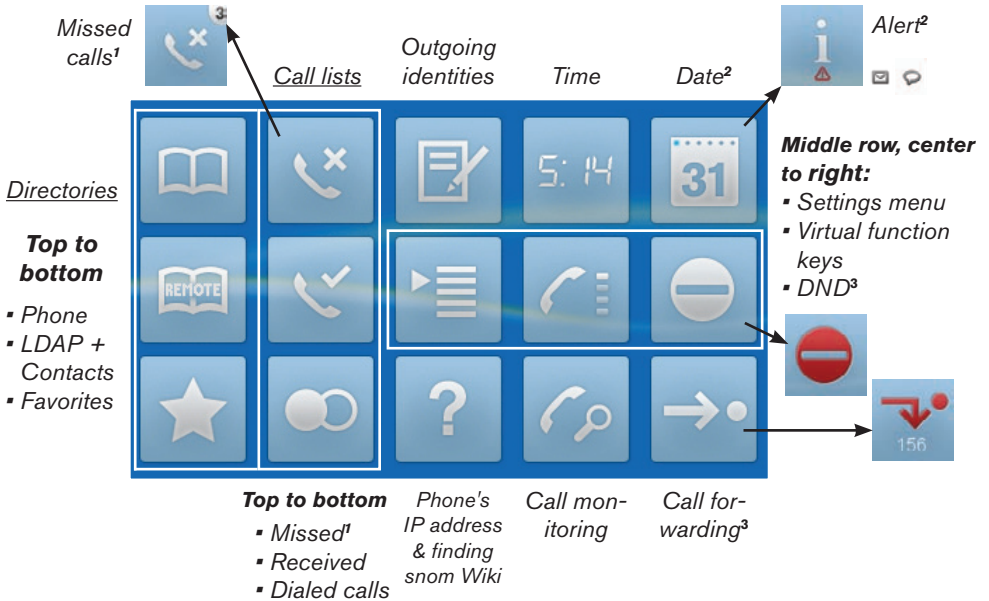 Missed
calls¹
3
Call lists
Outgoing
identities
Time
Date²
Alert²
Directories
Top to
bottom
▪ Phone
▪ LDAP +
Contacts
▪ Favorites
5:14
31
REMOTE
?
Middle row, center
to right:
▪ Settings menu
▪ Virtual function
keys
▪ DND³
156
Top to bottom
▪ Missed¹
▪ Received
▪ Dialed calls
Phone's
IP address
& finding
snom Wiki
Call mon-
itoring
Call for-
warding³